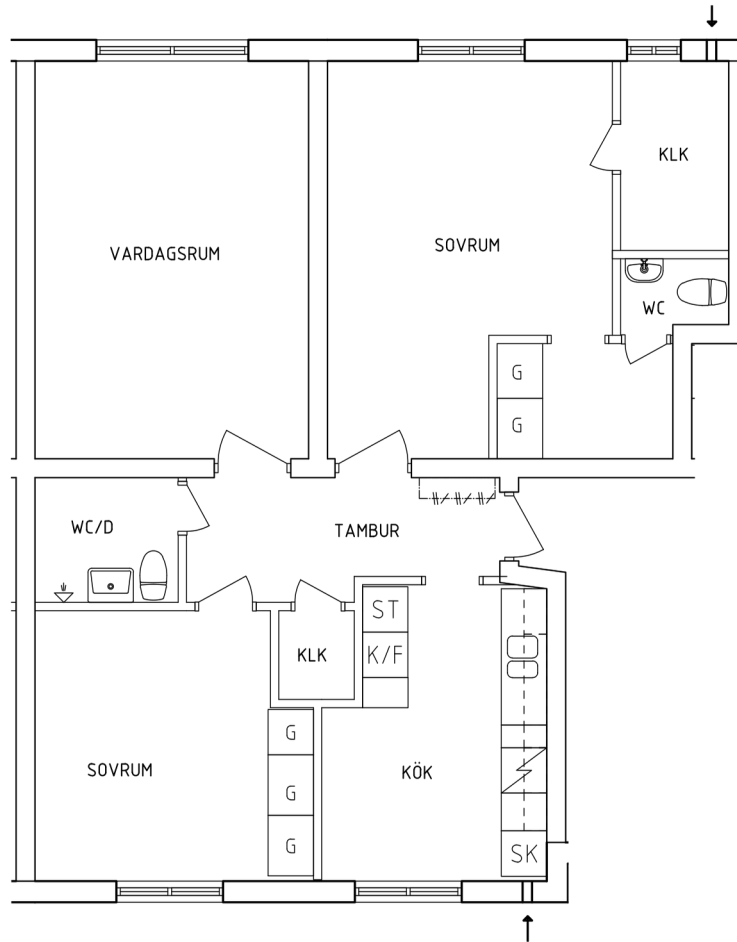 KLK
VARDAGSRUM
SOVRUM
WC
G
G
WC/D
TAMBUR
ST
KLK
K/F
G
SOVRUM
KÖK
G
G
SK